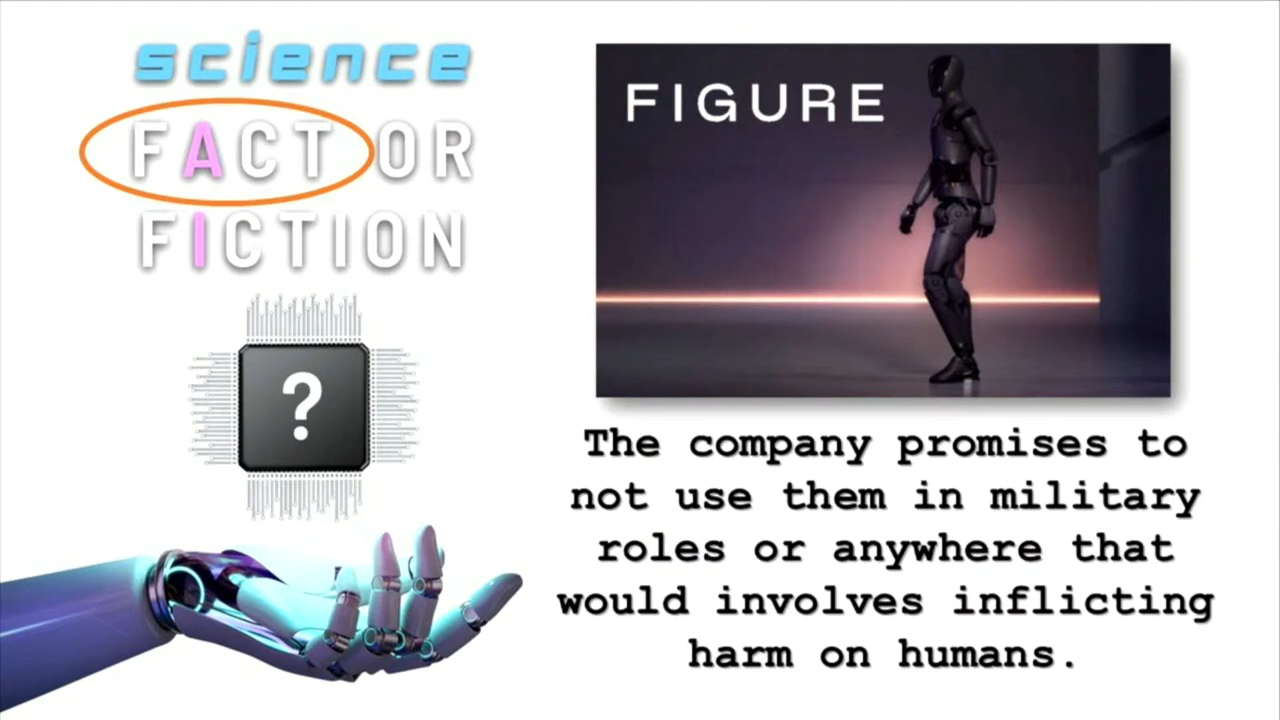 science
FACT OR
FICTION
?
FIGURE
The company promises to
not use them in military
roles or anywhere that
would involves inflicting
harm on humans.